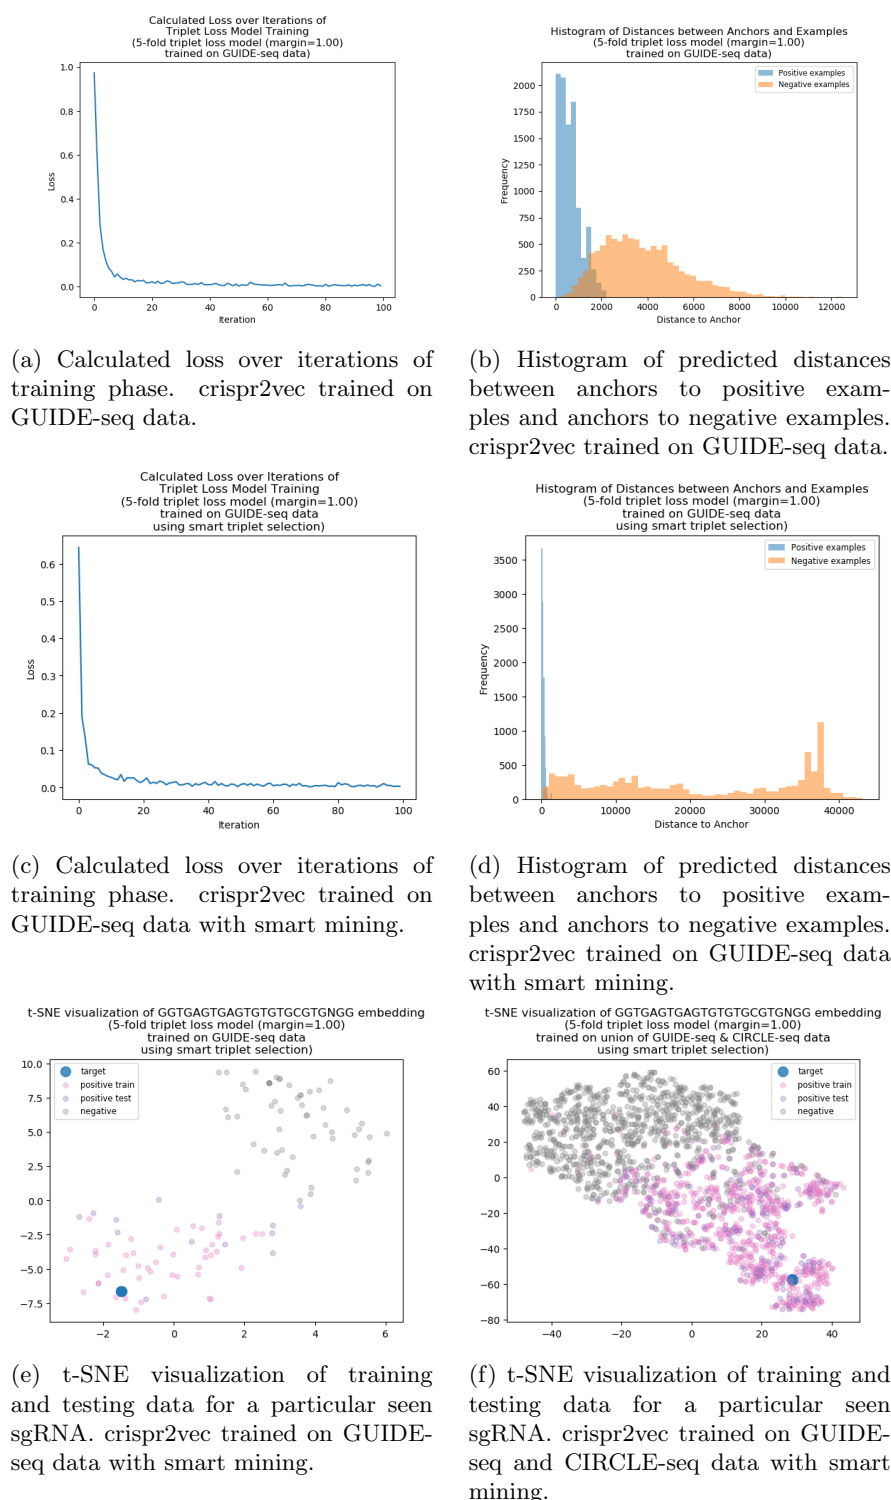 Calculated Loss over Iterations of
Triplet Loss Model Training
(5-fold triplet loss model (margin=1.00)
trained on GUIDE-seq data)
1.0
0.8
0.6
0.4
0.2
0.0
Loss
0 20 40 60 80 100
Iteration
Histogram of Distances between Anchors and Examples
(5-fold triplet loss model (margin=1.00)
trained on GUIDE-seq data)
Positive examples
Negative examples
2000
1750
1500
1250
1000
750
500
250
0
Frequency
0 2000 4000 6000 8000 10000 12000
Distance to Anchor
(a) Calculated loss over iterations of
training phase. crispr2vec trained on
GUIDE-seq data.
(b) Histogram of predicted distances
between anchors to positive exam-
ples and anchors to negative examples.
crispr2vec trained on GUIDE-seq data.
Calculated Loss over Iterations of
Triplet Loss Model Training
(5-fold triplet loss model (margin=1.00)
trained on GUIDE-seq data
using smart triplet selection)
0.6
0.5
0.4
0.3
0.2
0.1
0.0
Loss
0 20 40 60 80 100
Iteration
Histogram of Distances between Anchors and Examples
(5-fold triplet loss model (margin=1.00)
trained on GUIDE-seq data
using smart triplet selection)
Positive examples
Negative examples
3500
3000
2500
2000
1500
1000
500
0
Frequency
0 10000 20000 30000 40000
Distance to Anchor
(c) Calculated loss over iterations of
training phase. crispr2vec trained on
GUIDE-seq data with smart mining.
(d) Histogram of predicted distances
between anchors to positive exam-
ples and anchors to negative examples.
crispr2vec trained on GUIDE-seq data
with smart mining.
t-SNE visualization of GGTGAGTGAGTGTGTGCGTGNGG embedding
(5-fold triplet loss model (margin=1.00)
trained on GUIDE-seq data
using smart triplet selection)
target
positive train
positive test
negative
10.0
7.5
5.0
2.5
0.0
−2.5
−5.0
−7.5
−2 0 2 4 6
t-SNE visualization of GGTGAGTGAGTGTGTGCGTGNGG embedding
(5-fold triplet loss model (margin=1.00)
trained on union of GUIDE-seq & CIRCLE-seq data
using smart triplet selection)
target
positive train
positive test
negative
60
40
20
0
−20
−40
−60
−80
−40 −20 0 20 40
(e) t-SNE visualization of training
and testing data for a particular seen
sgRNA. crispr2vec trained on GUIDE-
seq data with smart mining.
(f) t-SNE visualization of training and
testing data for a particular seen
sgRNA. crispr2vec trained on GUIDE-
seq and CIRCLE-seq data with smart
mining.